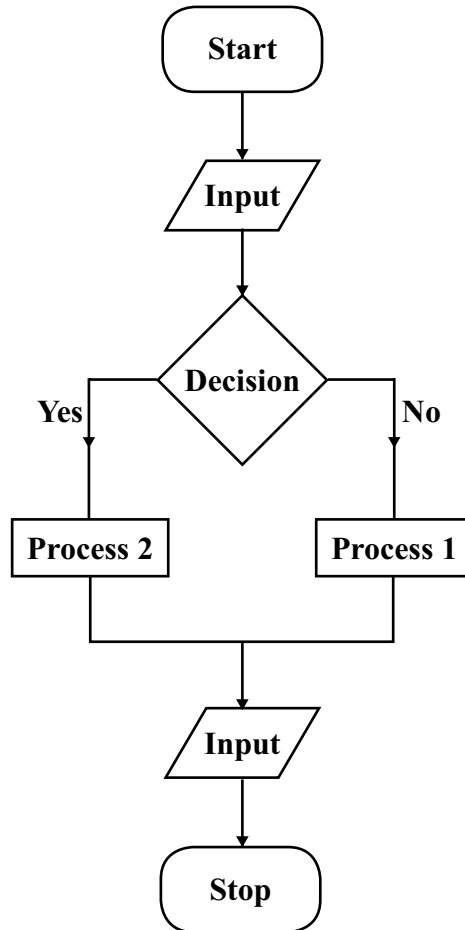 Start
Input
Decision
Yes
No
Process 2
Process 1
Input
Stop